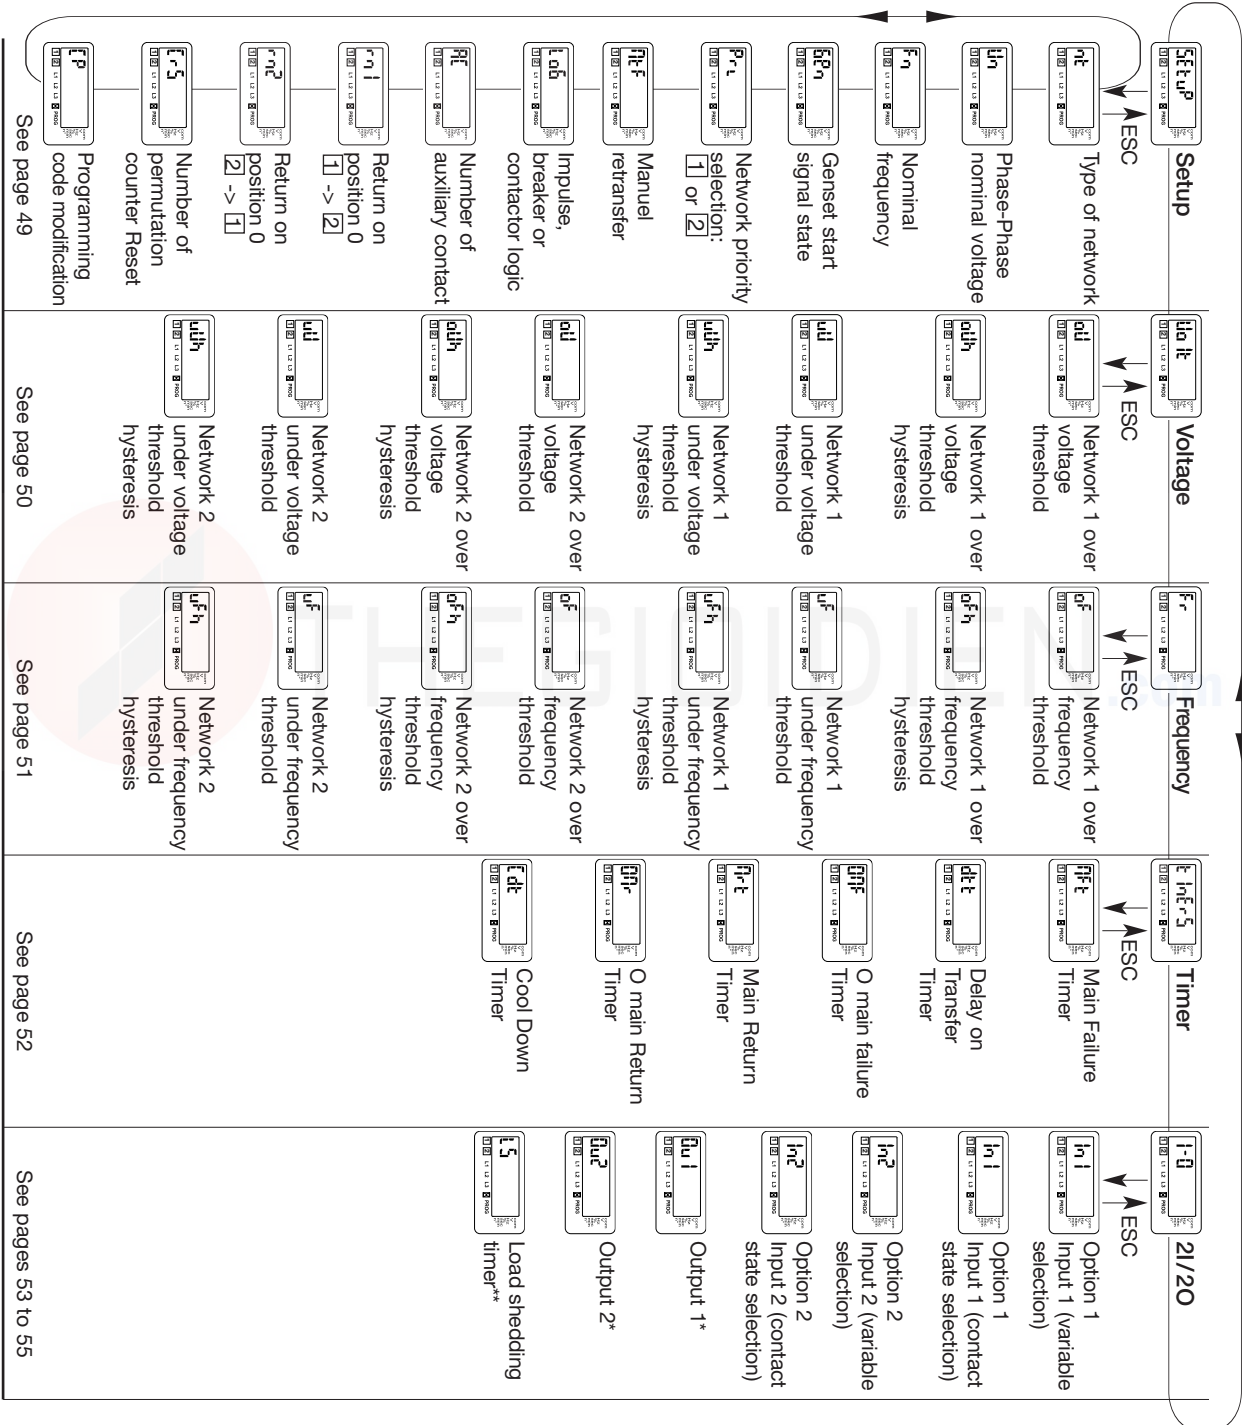 SEtuP
Setup
ESC
nt
Type of network
Un
Phase-Phase
nominal voltage
Fn
Nominal
frequency
GEn
Genset start
signal state
Pri
Network priority
selection:
1 or 2
Manuel
retransfer
LoG
Impulse,
breaker or
contactor logic
AC
Number of
auxiliary contact
rn1
Return on
position 0
1 -> 2
rn2
Return on
position 0
2 -> 1
CrS
Number of
permutation
counter Reset
CP
Programming
code modification
See page 49
Volt
Voltage
ESC
oU
Network 1 over
voltage
threshold
oUh
Network 1 over
voltage
threshold
hysteresis
uU
Network 1
under voltage
threshold
uUh
Network 1
under voltage
threshold
hysteresis
oU
Network 2 over
voltage
threshold
oUh
Network 2 over
voltage
threshold
hysteresis
uU
Network 2
under voltage
threshold
uUh
Network 2
under voltage
threshold
hysteresis
See page 50
Fr
Frequency
ESC
oF
Network 1 over
frequency
threshold
oFh
Network 1 over
frequency
threshold
hysteresis
uF
Network 1
under frequency
threshold
uFh
Network 1
under frequency
threshold
hysteresis
oF
Network 2 over
frequency
threshold
oFh
Network 2 over
frequency
threshold
hysteresis
uF
Network 2
under frequency
threshold
uFh
Network 2
under frequency
threshold
hysteresis
See page 51
tImErS
Timer
ESC
MFt
Main Failure
Timer
dtt
Delay on
Transfer
Timer
0MF
O main failure
Timer
Mrt
Main Return
Timer
0Mr
O main Return
Timer
Cdt
Cool Down
Timer
See page 52
I-O
2I/2O
ESC
In1
Option 1
Input 1 (variable
selection)
In1
Option 1
Input 1 (contact
state selection)
In2
Option 2
Input 2 (variable
selection)
In2
Option 2
Input 2 (contact
state selection)
Ou1
Output 1*
Ou2
Output 2*
LS
Load shedding
timer**
See pages 53 to 55
THEGIOIDIEN.com